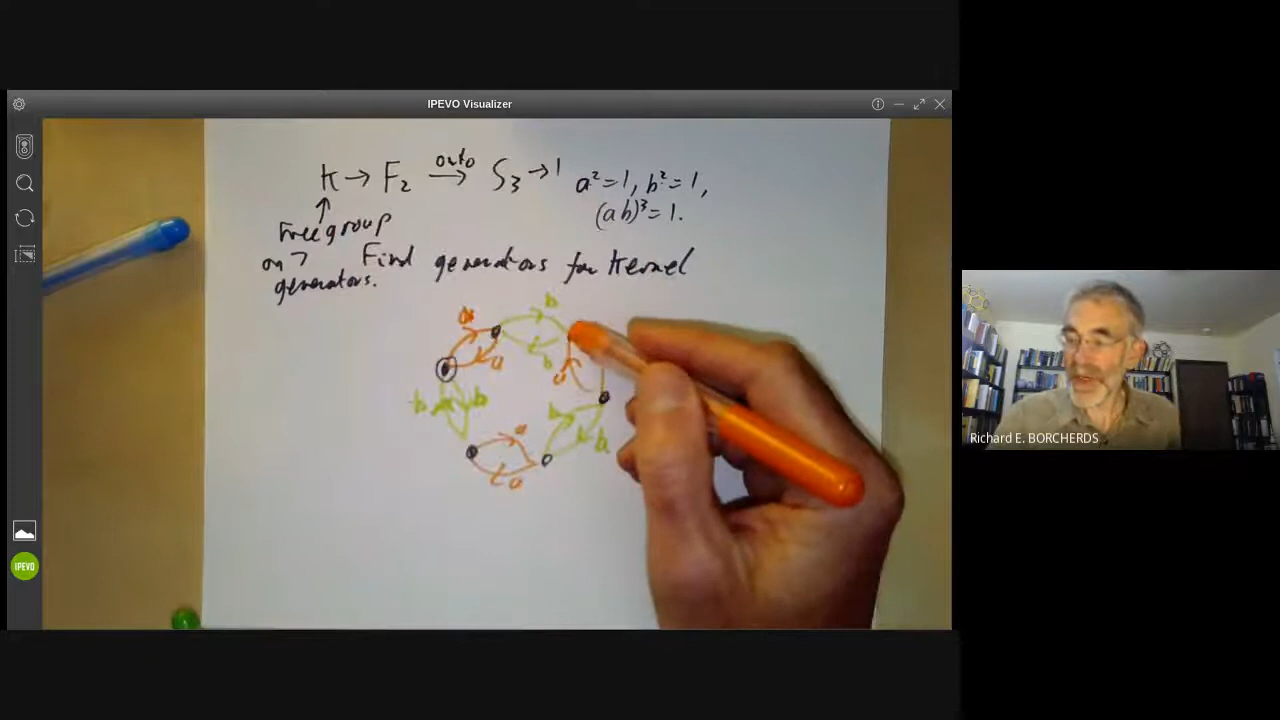 IPEVO Visualizer
K → F₂ →onto S₃ → 1 a² = 1, b² = 1,
(ab)³ = 1.
Free group
on 7 Find generators for kernel
generators.
b
a
b
a
a
b b
b
a
b
a
Richard E. BORCHERDS
IPEVO